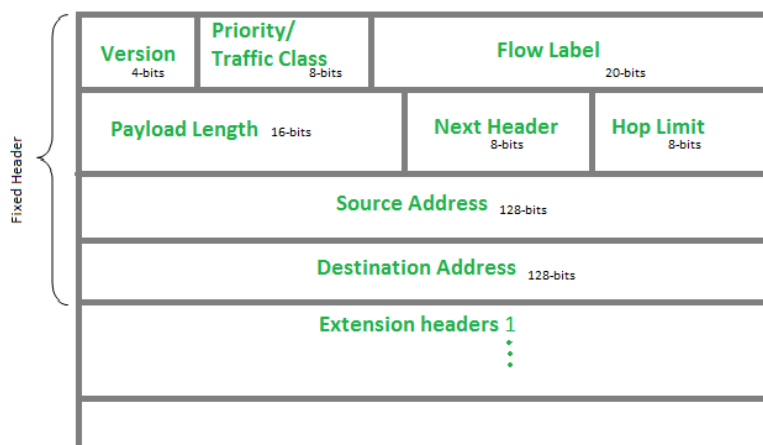 Fixed Header
Version
4-bits
Priority/
Traffic Class
8-bits
Flow Label
20-bits
Payload Length 16-bits
Next Header
8-bits
Hop Limit
8-bits
Source Address 128-bits
Destination Address 128-bits
Extension headers 1